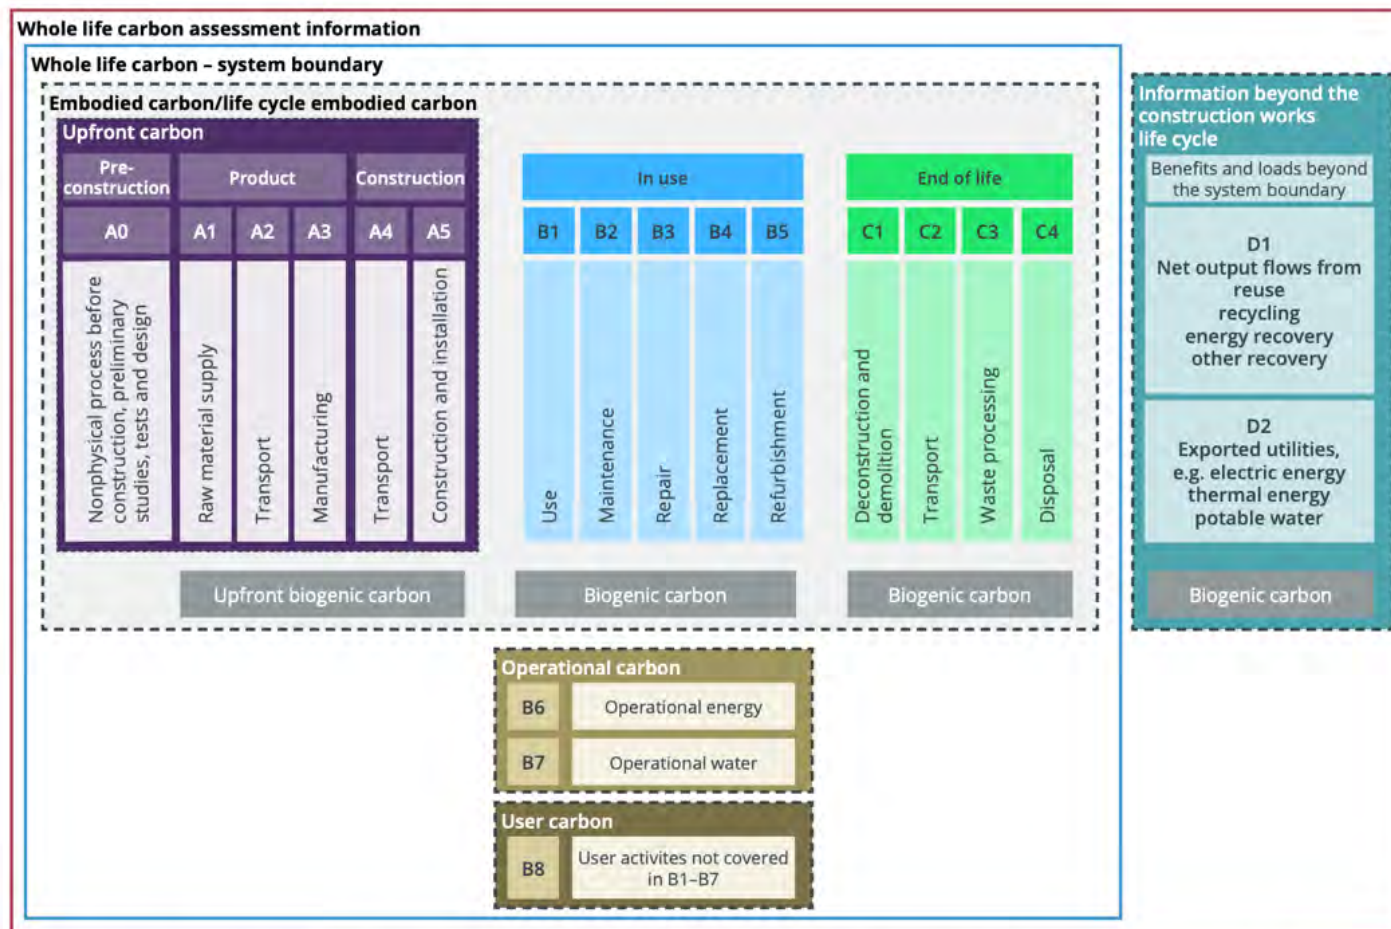 Whole life carbon assessment information
Whole life carbon – system boundary
Embodied carbon/life cycle embodied carbon
Upfront carbon
Pre-
construction
Product
Construction
A0
A1
A2
A3
A4
A5
Nonphysical process before
construction, preliminary
studies, tests and design
Raw material supply
Transport
Manufacturing
Transport
Construction and installation
Upfront biogenic carbon
In use
B1
B2
B3
B4
B5
Use
Maintenance
Repair
Replacement
Refurbishment
Biogenic carbon
End of life
C1
C2
C3
C4
Deconstruction and
demolition
Transport
Waste processing
Disposal
Biogenic carbon
Information beyond the
construction works
life cycle
Benefits and loads beyond
the system boundary
D1
Net output flows from
reuse
recycling
energy recovery
other recovery
D2
Exported utilities,
e.g. electric energy
thermal energy
potable water
Biogenic carbon
Operational carbon
B6
Operational energy
B7
Operational water
User carbon
B8
User activites not covered
in B1–B7